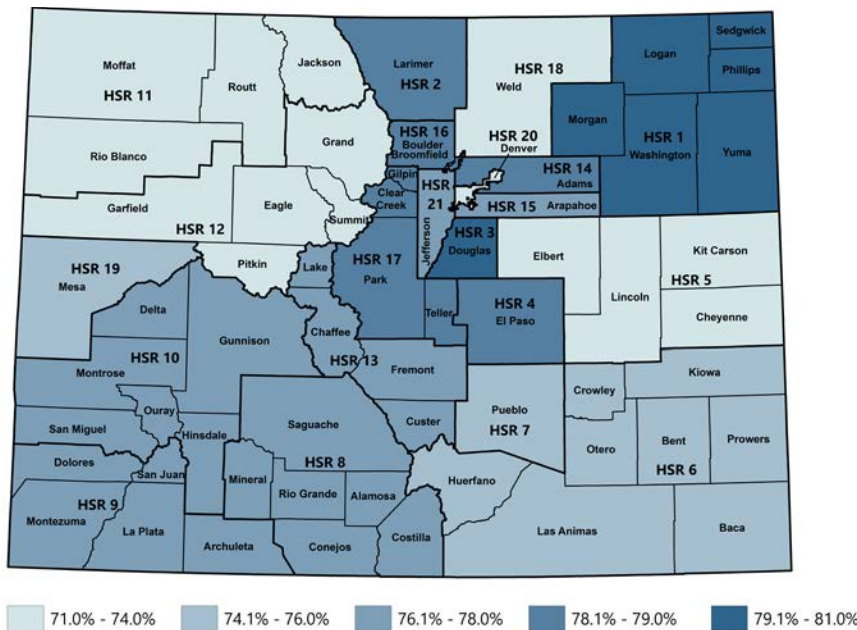 Moffat
HSR 11
Routt
Jackson
Larimer
HSR 2
HSR 18
Weld
Logan
Sedgwick
Phillips
Rio Blanco
Grand
HSR 16
Boulder
Broomfield
HSR 20
Denver
Morgan
HSR 1
Washington
Yuma
Gilpin
Clear
Creek
HSR
21
Jefferson
HSR 14
Adams
HSR 15
Arapahoe
Garfield
HSR 12
Eagle
Summit
HSR 3
Douglas
Elbert
Kit Carson
HSR 5
HSR 19
Mesa
Pitkin
Lake
HSR 17
Park
Lincoln
Cheyenne
Delta
Gunnison
Chaffee
Teller
HSR 4
El Paso
HSR 10
Montrose
HSR 13
Fremont
Kiowa
Crowley
Ouray
San Miguel
Hinsdale
Saguache
HSR 8
Custer
Pueblo
HSR 7
Otero
Bent
HSR 6
Prowers
Dolores
San Juan
Mineral
Rio Grande
Alamosa
Huerfano
HSR 9
Montezuma
La Plata
Archuleta
Conejos
Costilla
Las Animas
Baca
71.0% - 74.0%
74.1% - 76.0%
76.1% - 78.0%
78.1% - 79.0%
79.1% - 81.0%